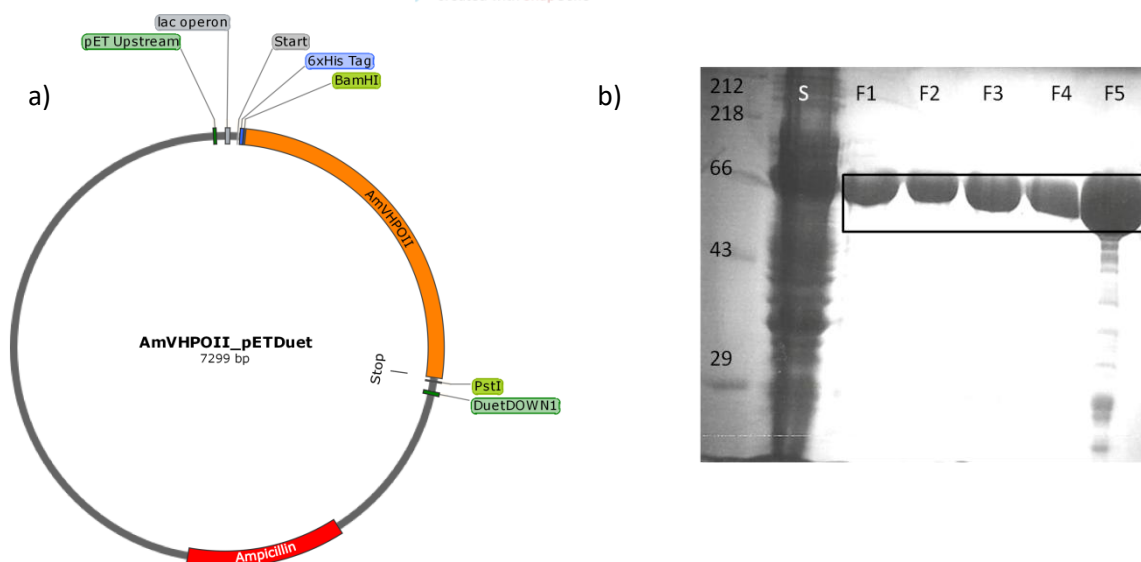 a)
lac operon
pET Upstream
Start
6xHis Tag
BamHI
AmVHPOII
AmVHPOII_pETDuet
7299 bp
Stop
PstI
DuetDOWN1
Ampicillin
b)
212
218
66
43
29
S F1 F2 F3 F4 F5